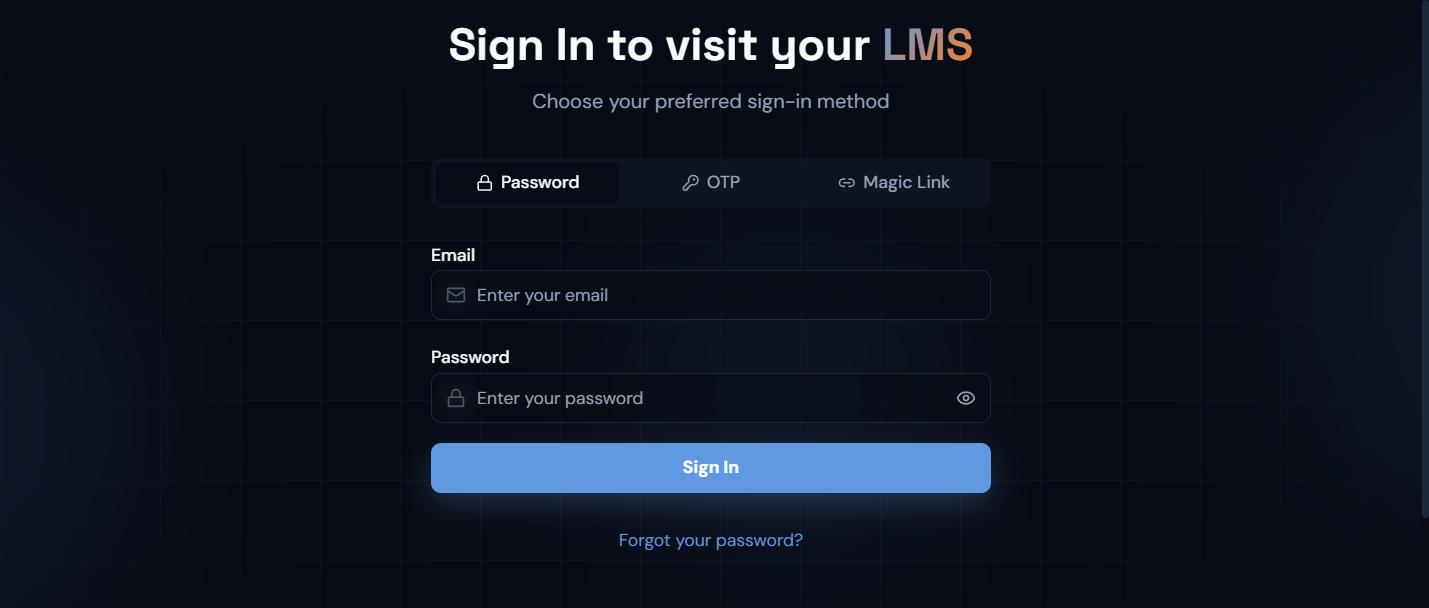 Sign In to visit your LMS
Choose your preferred sign-in method
Password OTP Magic Link
Email
Enter your email
Password
Enter your password
Sign In
Forgot your password?